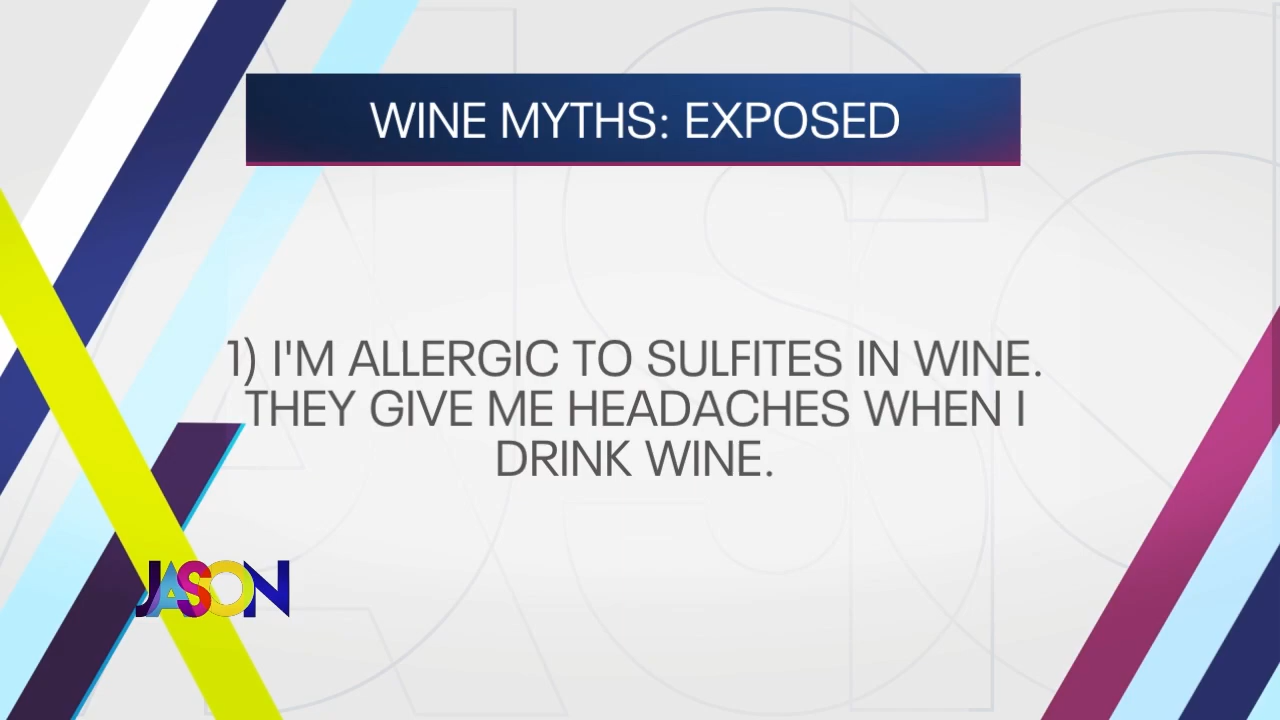 WINE MYTHS: EXPOSED
1) I'M ALLERGIC TO SULFITES IN WINE.
THEY GIVE ME HEADACHES WHEN I
DRINK WINE.
JASON